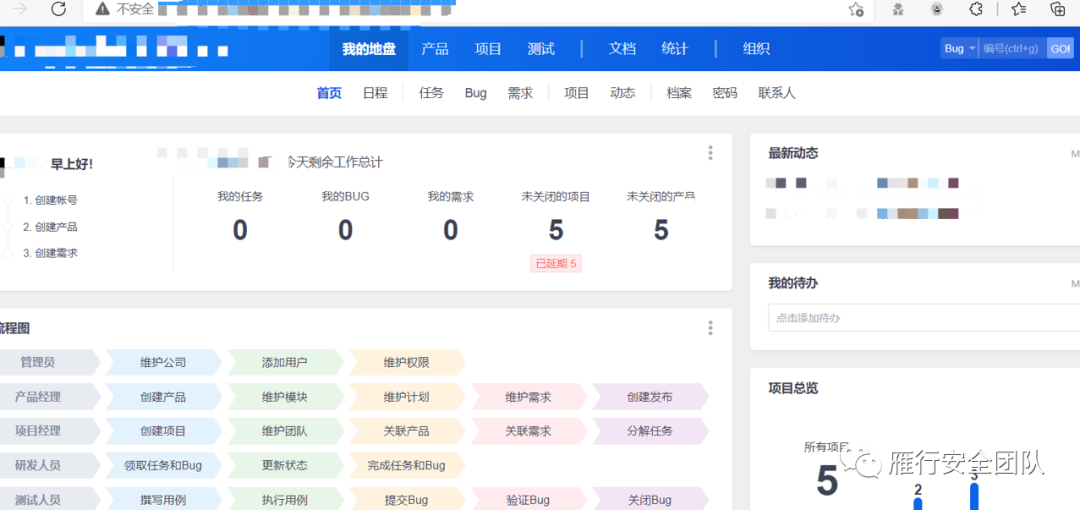 不安全
我的地盘 产品 项目 测试 文档 统计 组织 Bug 编号(ctrl+g) GO!
首页 日程 任务 Bug 需求 项目 动态 档案 密码 联系人
早上好! 今天剩余工作总计
1. 创建帐号
2. 创建产品
3. 创建需求
我的任务 我的BUG 我的需求 未关闭的项目 未关闭的产品
0 0 0 5 5
已延期 5
最新动态 M
我的待办 M
点击添加待办
流程图
管理员 维护公司 添加用户 维护权限
产品经理 创建产品 维护模块 维护计划 维护需求 创建发布
项目经理 创建项目 维护团队 关联产品 关联需求 分解任务
研发人员 领取任务和Bug 更新状态 完成任务和Bug
测试人员 撰写用例 执行用例 提交Bug 验证Bug 关闭Bug
项目总览
所有项目
5
2 3
雁行安全团队